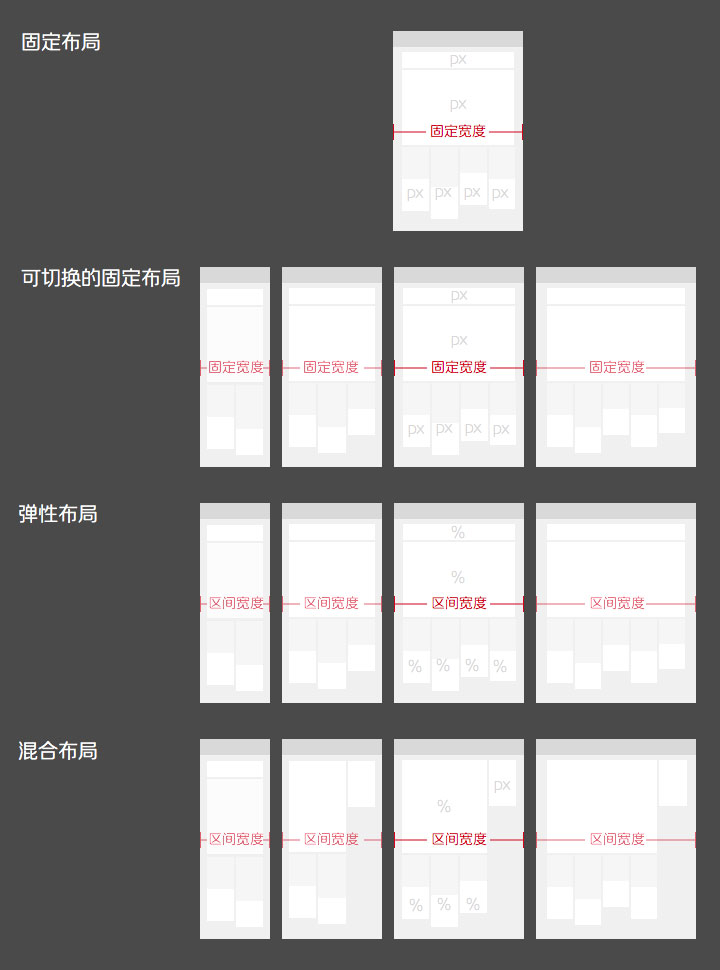 固定布局
px
px
固定宽度
px px px px
可切换的固定布局
px
px
固定宽度 固定宽度 固定宽度 固定宽度
px px px px
弹性布局
%
%
区间宽度 区间宽度 区间宽度 区间宽度
% % % %
混合布局
px
%
区间宽度 区间宽度 区间宽度 区间宽度
% % %